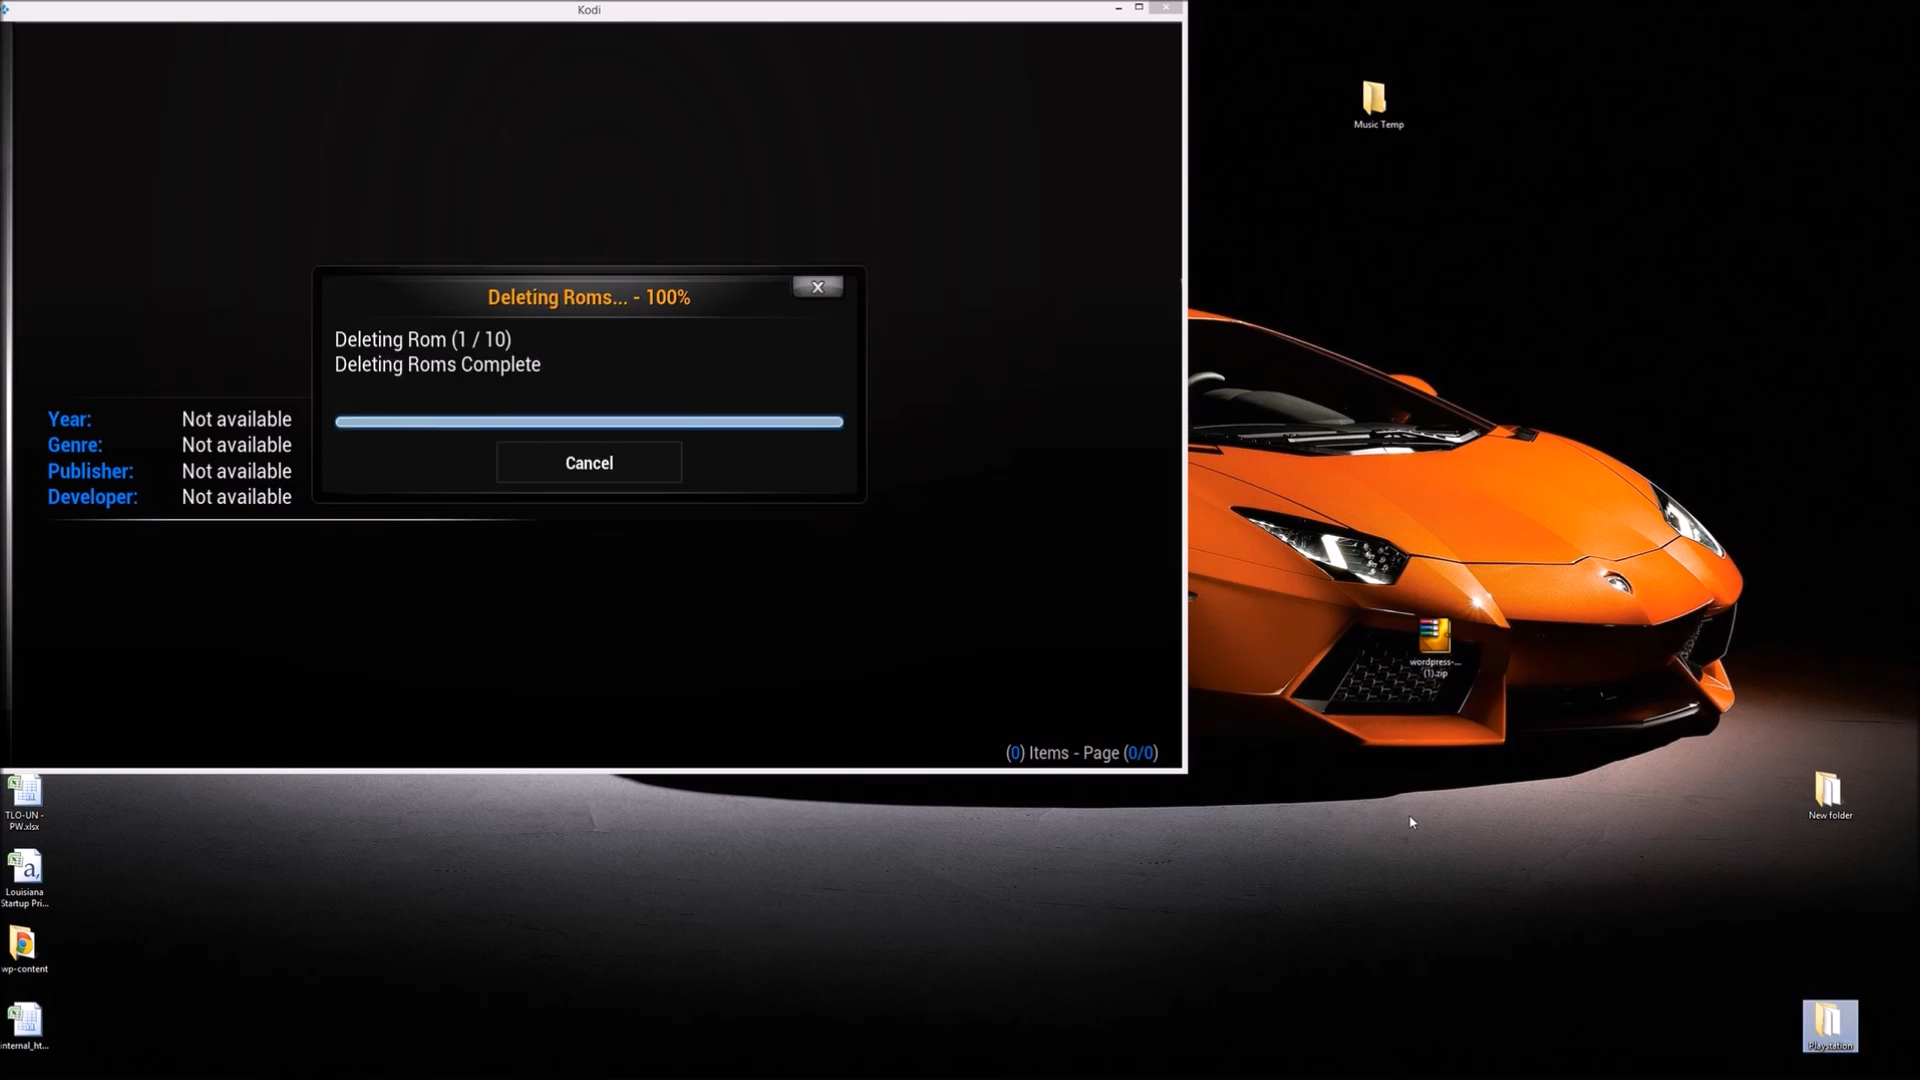 Kodi
Music Temp
X
Deleting Roms... - 100%
Deleting Rom (1 / 10)
Deleting Roms Complete
Year: Not available
Genre: Not available
Publisher: Not available
Developer: Not available
Cancel
wordpress-...
(1).zip
(0) Items - Page (0/0)
TLO-UN -
PW.xlsx
New folder
a,
Louisiana
Startup Pri...
wp-content
internal_ht...
Playstation